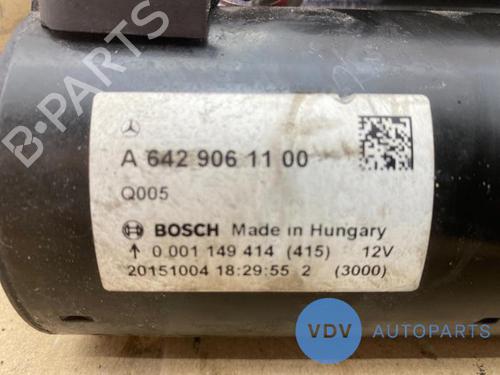 A 642 906 11 00
Q005
BOSCH Made in Hungary
↑ 0 001 149 414 (415) 12V
20151004 18:29:55 2 (3000)
B-PARTS
VDV AUTOPARTS